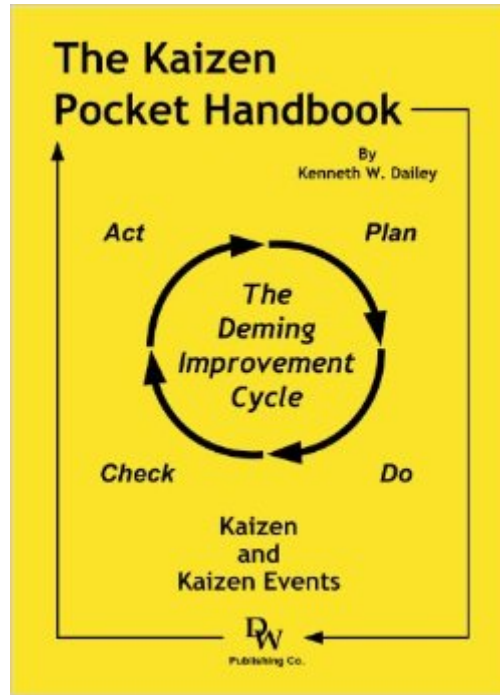 The Kaizen
Pocket Handbook
By
Kenneth W. Dailey
Act
Plan
The
Deming
Improvement
Cycle
Check
Do
Kaizen
and
Kaizen Events
DW
Publishing Co.